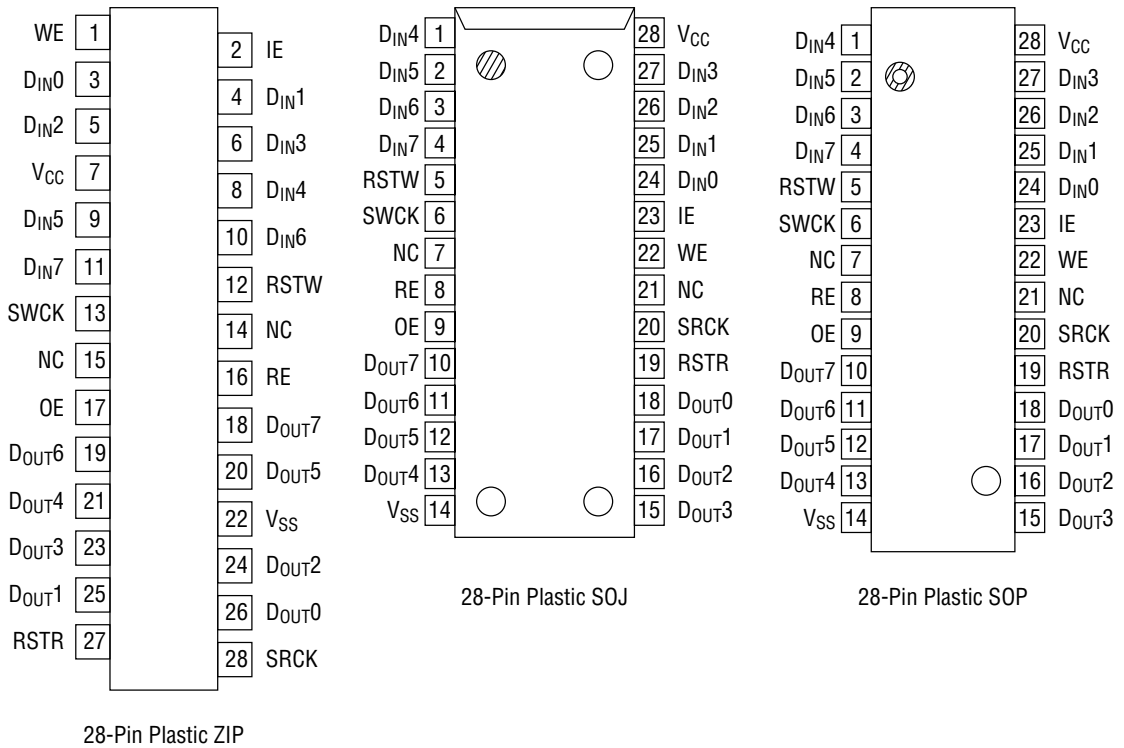 WE 1
2 IE
DIN0 3
4 DIN1
DIN2 5
6 DIN3
VCC 7
8 DIN4
DIN5 9
10 DIN6
DIN7 11
12 RSTW
SWCK 13
14 NC
NC 15
16 RE
OE 17
18 DOUT7
DOUT6 19
20 DOUT5
DOUT4 21
22 VSS
DOUT3 23
24 DOUT2
DOUT1 25
26 DOUT0
RSTR 27
28 SRCK
28-Pin Plastic ZIP
DIN4 1 28 VCC
DIN5 2 27 DIN3
DIN6 3 26 DIN2
DIN7 4 25 DIN1
RSTW 5 24 DIN0
SWCK 6 23 IE
NC 7 22 WE
RE 8 21 NC
OE 9 20 SRCK
DOUT7 10 19 RSTR
DOUT6 11 18 DOUT0
DOUT5 12 17 DOUT1
DOUT4 13 16 DOUT2
VSS 14 15 DOUT3
28-Pin Plastic SOJ
DIN4 1 28 VCC
DIN5 2 27 DIN3
DIN6 3 26 DIN2
DIN7 4 25 DIN1
RSTW 5 24 DIN0
SWCK 6 23 IE
NC 7 22 WE
RE 8 21 NC
OE 9 20 SRCK
DOUT7 10 19 RSTR
DOUT6 11 18 DOUT0
DOUT5 12 17 DOUT1
DOUT4 13 16 DOUT2
VSS 14 15 DOUT3
28-Pin Plastic SOP